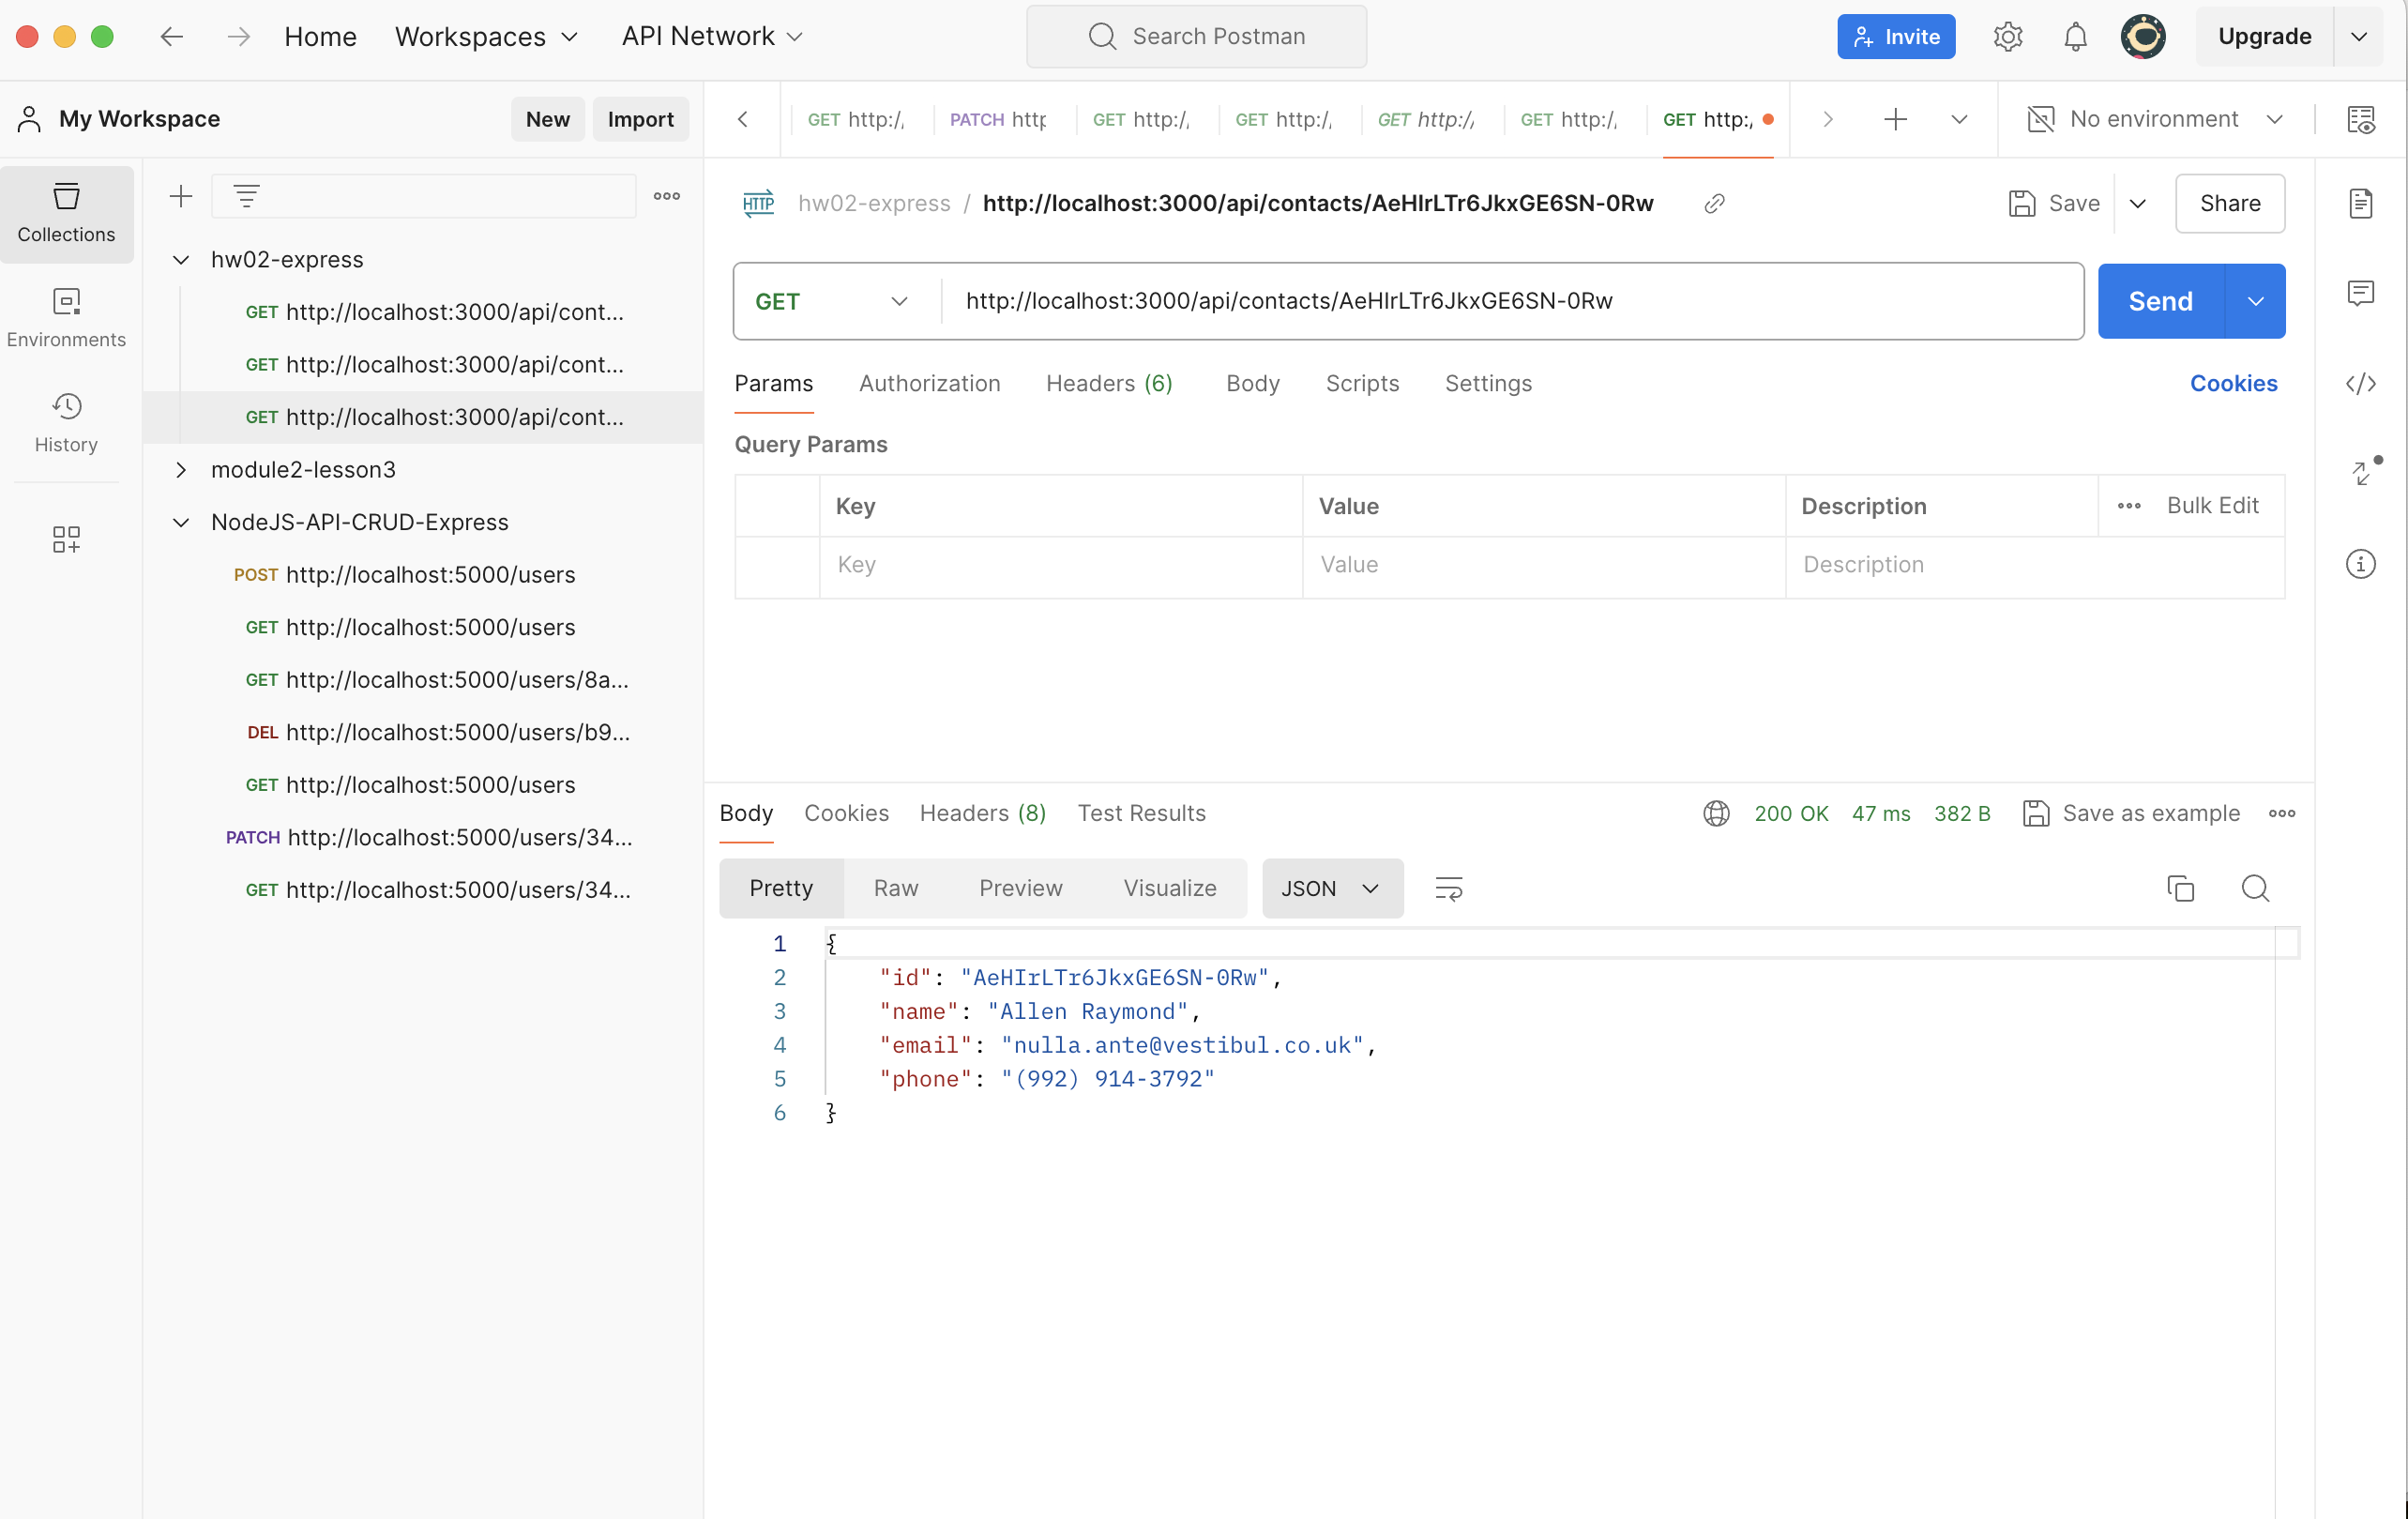 Home Workspaces API Network Search Postman Invite Upgrade
My Workspace New Import
GET http:/ PATCH http GET http:/ GET http:/ GET http:/ GET http:/ GET http:/ No environment
Collections
Environments
History
hw02-express
GET http://localhost:3000/api/cont...
GET http://localhost:3000/api/cont...
GET http://localhost:3000/api/cont...
module2-lesson3
NodeJS-API-CRUD-Express
POST http://localhost:5000/users
GET http://localhost:5000/users
GET http://localhost:5000/users/8a...
DEL http://localhost:5000/users/b9...
GET http://localhost:5000/users
PATCH http://localhost:5000/users/34...
GET http://localhost:5000/users/34...
HTTP hw02-express / http://localhost:3000/api/contacts/AeHIrLTr6JkxGE6SN-0Rw Save Share
GET http://localhost:3000/api/contacts/AeHIrLTr6JkxGE6SN-0Rw Send
Params Authorization Headers (6) Body Scripts Settings Cookies
Query Params
Key Value Description Bulk Edit
Key Value Description
Body Cookies Headers (8) Test Results 200 OK 47 ms 382 B Save as example
Pretty Raw Preview Visualize JSON
1 {
2 "id": "AeHIrLTr6JkxGE6SN-0Rw",
3 "name": "Allen Raymond",
4 "email": "nulla.ante@vestibul.co.uk",
5 "phone": "(992) 914-3792"
6 }